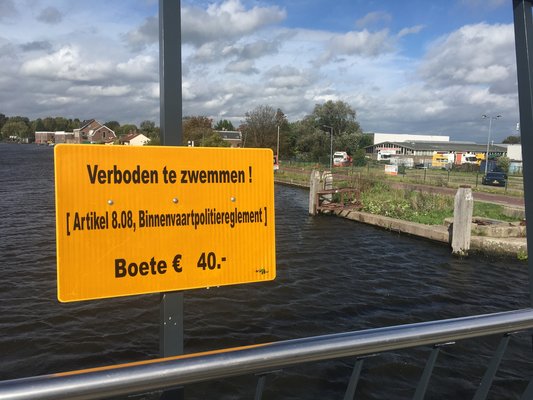 Verboden te zwemmen !
[ Artikel 8.08, Binnenvaartpolitiereglement ]
Boete € 40.-